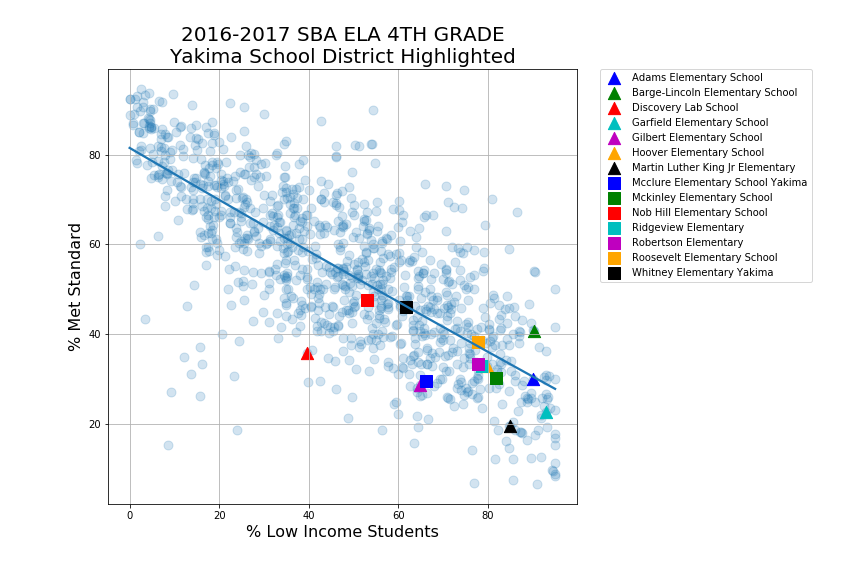 2016-2017 SBA ELA 4TH GRADE
Yakima School District Highlighted
% Met Standard
80
60
40
20
0
20
40
60
80
% Low Income Students
Adams Elementary School
Barge-Lincoln Elementary School
Discovery Lab School
Garfield Elementary School
Gilbert Elementary School
Hoover Elementary School
Martin Luther King Jr Elementary
Mcclure Elementary School Yakima
Mckinley Elementary School
Nob Hill Elementary School
Ridgeview Elementary
Robertson Elementary
Roosevelt Elementary School
Whitney Elementary Yakima